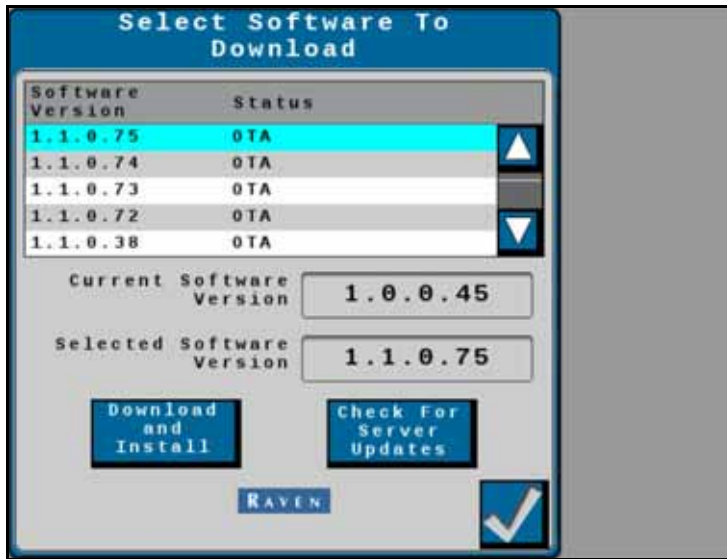 Select Software To
Download
Software
Version
Status
1.1.0.75 OTA
1.1.0.74 OTA
1.1.0.73 OTA
1.1.0.72 OTA
1.1.0.38 OTA
Current Software
Version
1.0.0.45
Selected Software
Version
1.1.0.75
Download
and
Install
Check For
Server
Updates
RAVEN